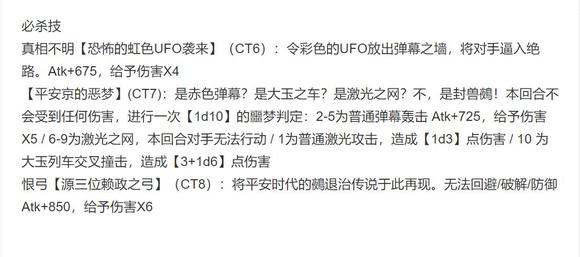 必杀技
真相不明【恐怖的虹色UFO袭来】（CT6）：令彩色的UFO放出弹幕之墙，将对手逼入绝
路。Atk+675，给予伤害X4
【平安京的恶梦】(CT7)：是赤色弹幕？是大玉之车？是激光之网？不，是封兽鵺！本回合不
会受到任何伤害，进行一次【1d10】的噩梦判定：2-5为普通弹幕轰击 Atk+725，给予伤害
X5 / 6-9为激光之网，本回合对手无法行动 / 1为普通激光攻击，造成【1d3】点伤害 / 10 为
大玉列车交叉撞击，造成【3+1d6】点伤害
恨弓【源三位赖政之弓】（CT8）：将平安时代的鵺退治传说于此再现。无法回避/破解/防御
Atk+850，给予伤害X6